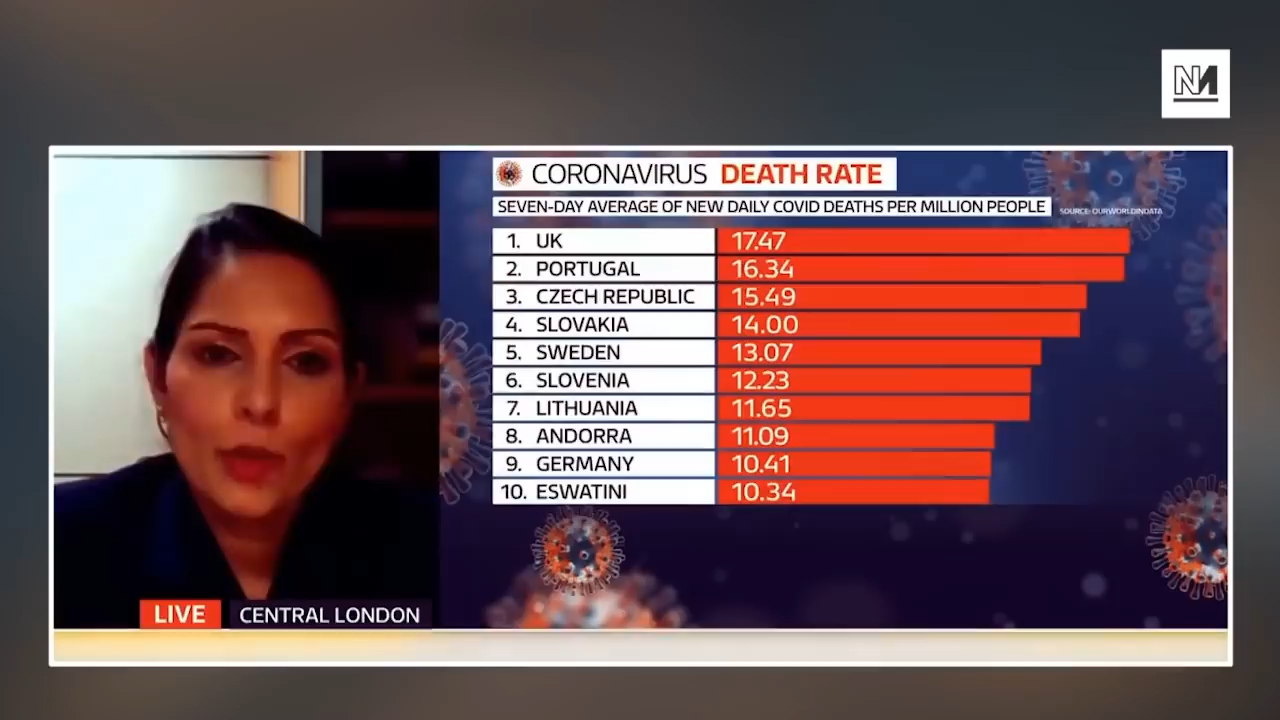 NM
CORONAVIRUS DEATH RATE
SEVEN-DAY AVERAGE OF NEW DAILY COVID DEATHS PER MILLION PEOPLE
SOURCE: OURWORLDINDATA
1. UK 17.47
2. PORTUGAL 16.34
3. CZECH REPUBLIC 15.49
4. SLOVAKIA 14.00
5. SWEDEN 13.07
6. SLOVENIA 12.23
7. LITHUANIA 11.65
8. ANDORRA 11.09
9. GERMANY 10.41
10. ESWATINI 10.34
LIVE CENTRAL LONDON